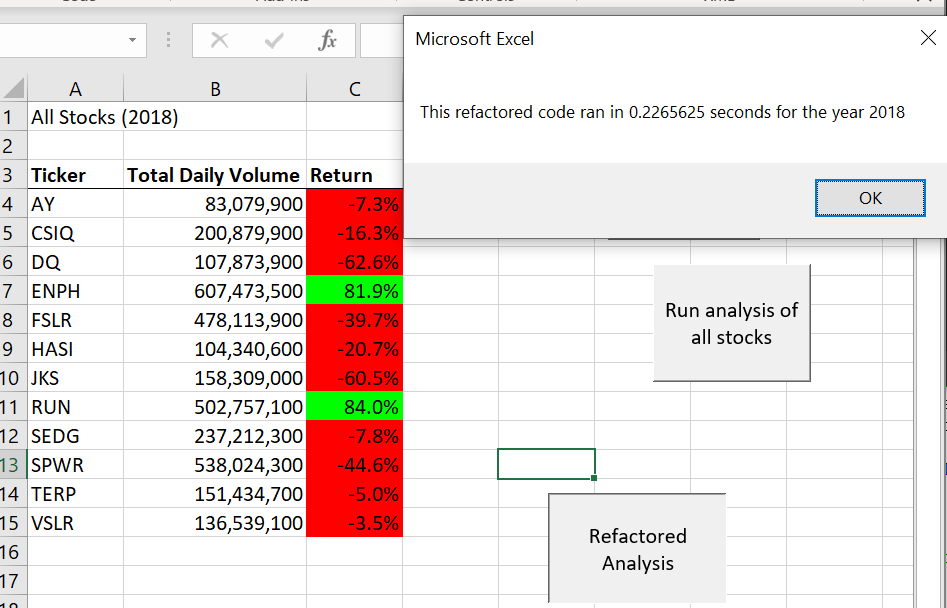 Microsoft Excel
This refactored code ran in 0.2265625 seconds for the year 2018
OK
fx
A B C
1 All Stocks (2018)
2
3 Ticker Total Daily Volume Return
4 AY 83,079,900 -7.3%
5 CSIQ 200,879,900 -16.3%
6 DQ 107,873,900 -62.6%
7 ENPH 607,473,500 81.9%
8 FSLR 478,113,900 -39.7%
9 HASI 104,340,600 -20.7%
10 JKS 158,309,000 -60.5%
11 RUN 502,757,100 84.0%
12 SEDG 237,212,300 -7.8%
13 SPWR 538,024,300 -44.6%
14 TERP 151,434,700 -5.0%
15 VSLR 136,539,100 -3.5%
16
17
Run analysis of
all stocks
Refactored
Analysis